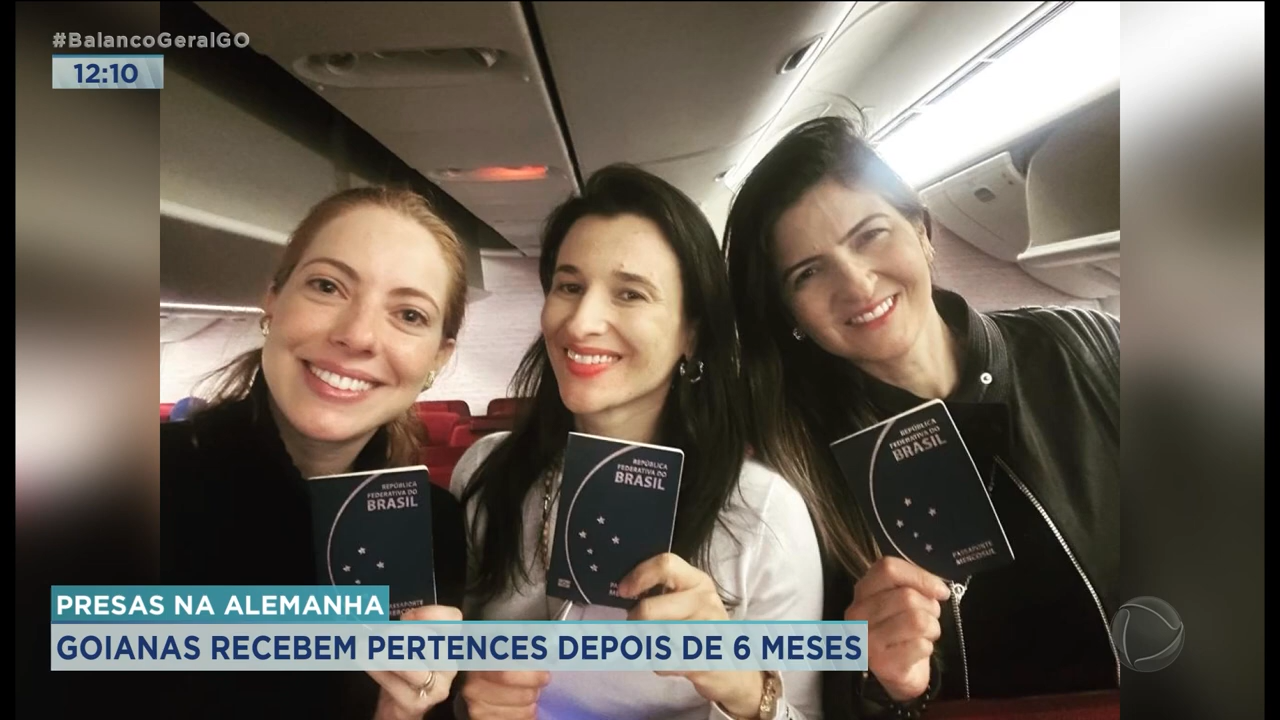 #BalancoGeralGO
12:10
REPÚBLICA
FEDERATIVA DO
BRASIL
PASSAPORTE
REPÚBLICA
FEDERATIVA DO
BRASIL
REPÚBLICA
FEDERATIVA DO
BRASIL
PASSAPORTE
MERCOSUL
PRESAS NA ALEMANHA
GOIANAS RECEBEM PERTENCES DEPOIS DE 6 MESES